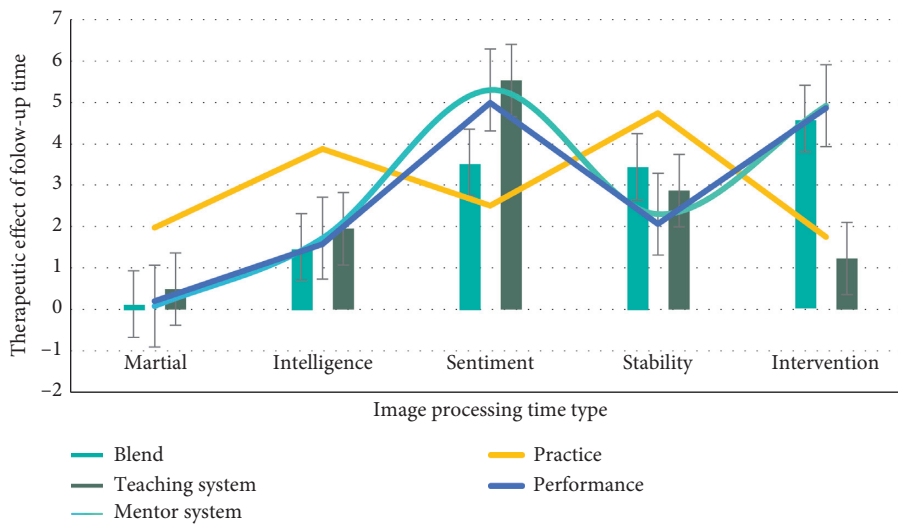 Therapeutic effect of folow-up time
7
6
5
4
3
2
1
0
–1
–2
Martial Intelligence Sentiment Stability Intervention
Image processing time type
Blend
Teaching system
Mentor system
Practice
Performance